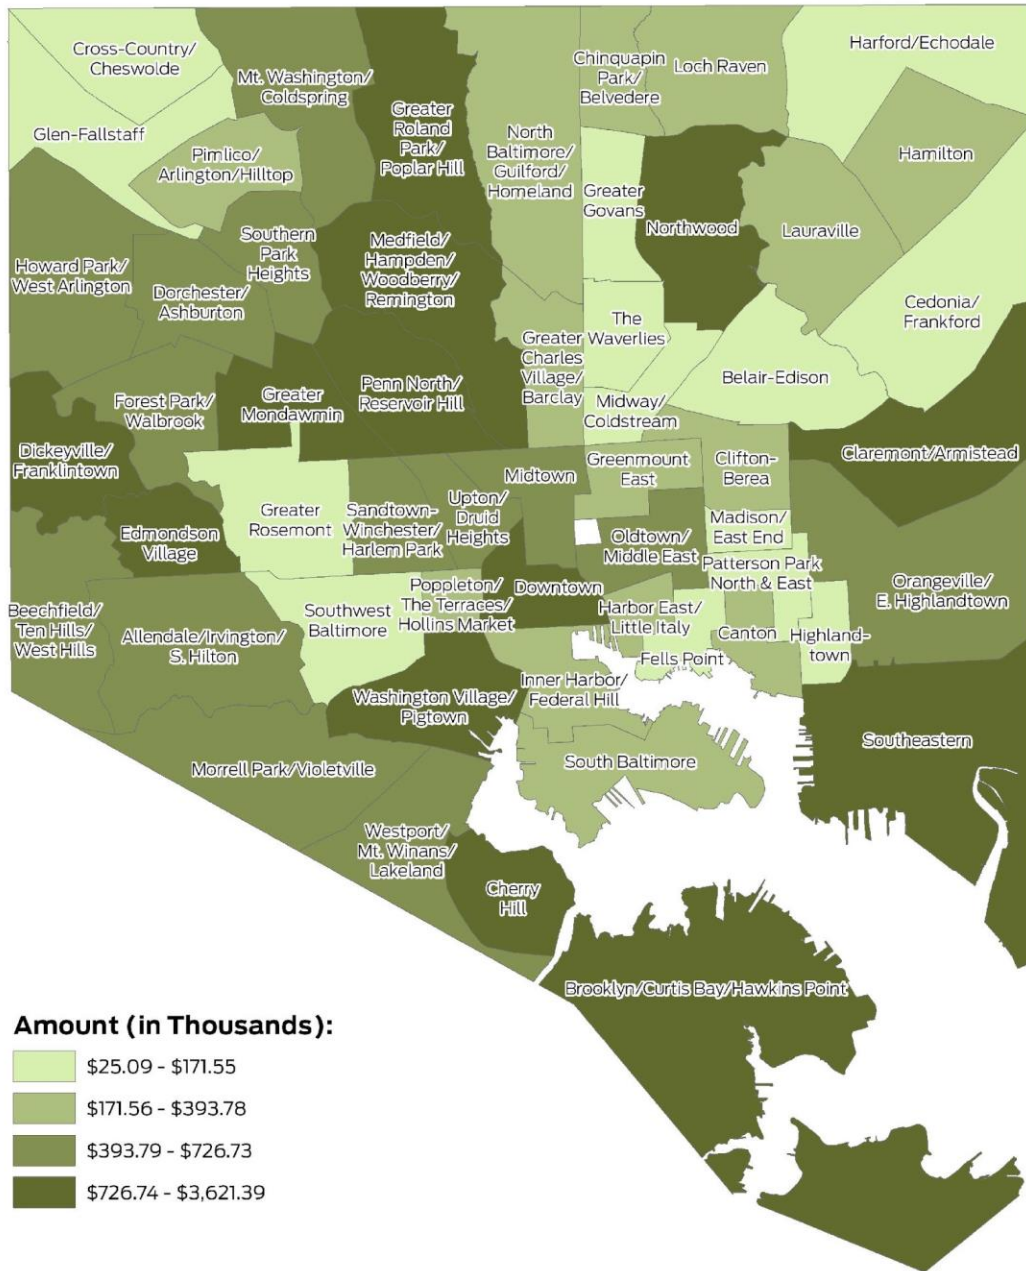 Cross-Country/
Cheswolde
Mt. Washington/
Coldspring
Greater
Roland
Park/
Poplar Hill
Chinquapin
Park/
Belvedere
Loch Raven
Harford/Echodale
Glen-Fallstaff
Pimlico/
Arlington/Hilltop
North
Baltimore/
Guilford/
Homeland
Greater
Govans
Northwood
Hamilton
Lauraville
Howard Park/
West Arlington
Dorchester/
Ashburton
Southern
Park
Heights
Medfield/
Hampden/
Woodberry/
Remington
Cedonia/
Frankford
The
Waverlies
Greater
Charles
Village/
Barclay
Belair-Edison
Forest Park/
Walbrook
Greater
Mondawmin
Penn North/
Reservoir Hill
Midway/
Coldstream
Dickeyville/
Franklintown
Claremont/Armistead
Greater
Rosemont
Sandtown-
Winchester/
Harlem Park
Upton/
Druid
Heights
Midtown
Greenmount
East
Clifton-
Berea
Edmondson
Village
Oldtown/
Middle East
Madison/
East End
Patterson Park
North & East
Orangeville/
E. Highlandtown
Beechfield/
Ten Hills/
West Hills
Allendale/Irvington/
S. Hilton
Southwest
Baltimore
Poppleton/
The Terraces/
Hollins Market
Downtown
Harbor East/
Little Italy
Canton
Highland-
town
Fells Point
Washington Village/
Pigtown
Inner Harbor/
Federal Hill
Southeastern
Morrell Park/Violetville
South Baltimore
Westport/
Mt. Winans/
Lakeland
Cherry
Hill
Brooklyn/Curtis Bay/Hawkins Point
Amount (in Thousands):
$25.09 - $171.55
$171.56 - $393.78
$393.79 - $726.73
$726.74 - $3,621.39